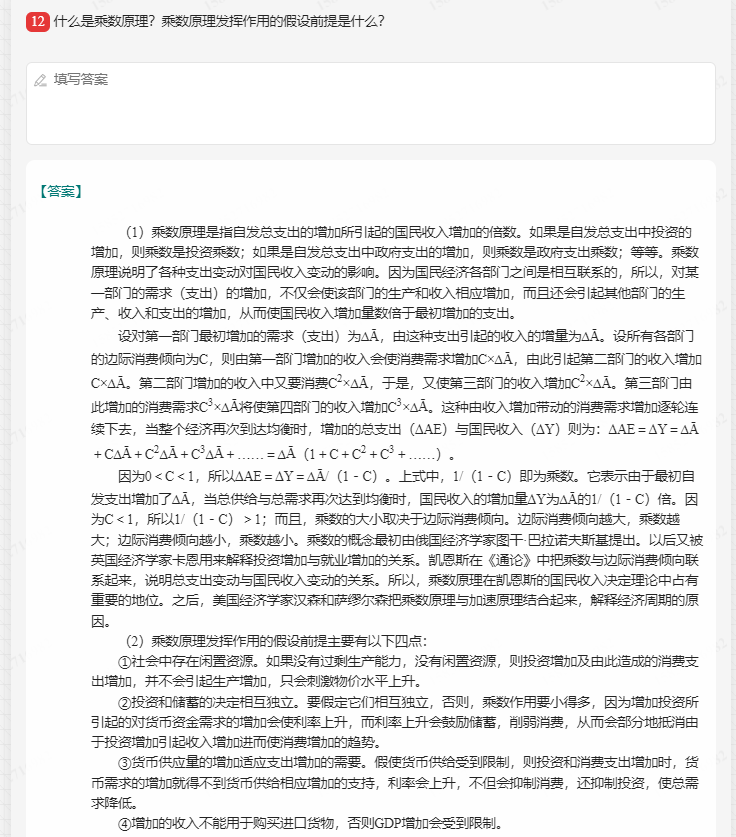 12 什么是乘数原理？乘数原理发挥作用的假设前提是什么？
填写答案
【答案】
（1）乘数原理是指自发总支出的增加所引起的国民收入增加的倍数。如果是自发总支出中投资的
增加，则乘数是投资乘数；如果是自发总支出中政府支出的增加，则乘数是政府支出乘数；等等。乘数
原理说明了各种支出变动对国民收入变动的影响。因为国民经济各部门之间是相互联系的，所以，对某
一部门的需求（支出）的增加，不仅会使该部门的生产和收入相应增加，而且还会引起其他部门的生
产、收入和支出的增加，从而使国民收入增加量数倍于最初增加的支出。
设对第一部门最初增加的需求（支出）为ΔĀ，由这种支出引起的收入的增量为ΔĀ。设所有各部门
的边际消费倾向为C，则由第一部门增加的收入会使消费需求增加C×ΔĀ，由此引起第二部门的收入增加
C×ΔĀ。第二部门增加的收入中又要消费C²×ΔĀ，于是，又使第三部门的收入增加C²×ΔĀ。第三部门由
此增加的消费需求C³×ΔĀ将使第四部门的收入增加C³×ΔĀ。这种由收入增加带动的消费需求增加逐轮连
续下去，当整个经济再次到达均衡时，增加的总支出（ΔAE）与国民收入（ΔY）则为：ΔAE＝ΔY＝ΔĀ
＋CΔĀ＋C²ΔĀ＋C³ΔĀ＋……＝ΔĀ（1＋C＋C²＋C³＋……）。
因为0＜C＜1，所以ΔAE＝ΔY＝ΔĀ/（1－C）。上式中，1/（1－C）即为乘数。它表示由于最初自
发支出增加了ΔĀ，当总供给与总需求再次达到均衡时，国民收入的增加量ΔY为ΔĀ的1/（1－C）倍。因
为C＜1，所以1/（1－C）＞1；而且，乘数的大小取决于边际消费倾向。边际消费倾向越大，乘数越
大；边际消费倾向越小，乘数越小。乘数的概念最初由俄国经济学家图干·巴拉诺夫斯基提出。以后又被
英国经济学家卡恩用来解释投资增加与就业增加的关系。凯恩斯在《通论》中把乘数与边际消费倾向联
系起来，说明总支出变动与国民收入变动的关系。所以，乘数原理在凯恩斯的国民收入决定理论中占有
重要的地位。之后，美国经济学家汉森和萨缪尔森把乘数原理与加速原理结合起来，解释经济周期的原
因。
（2）乘数原理发挥作用的假设前提主要有以下四点：
①社会中存在闲置资源。如果没有过剩生产能力，没有闲置资源，则投资增加及由此造成的消费支
出增加，并不会引起生产增加，只会刺激物价水平上升。
②投资和储蓄的决定相互独立。要假定它们相互独立，否则，乘数作用要小得多，因为增加投资所
引起的对货币资金需求的增加会使利率上升，而利率上升会鼓励储蓄，削弱消费，从而会部分地抵消由
于投资增加引起收入增加进而使消费增加的趋势。
③货币供应量的增加适应支出增加的需要。假使货币供给受到限制，则投资和消费支出增加时，货
币需求的增加就得不到货币供给相应增加的支持，利率会上升，不但会抑制消费，还抑制投资，使总需
求降低。
④增加的收入不能用于购买进口货物，否则GDP增加会受到限制。